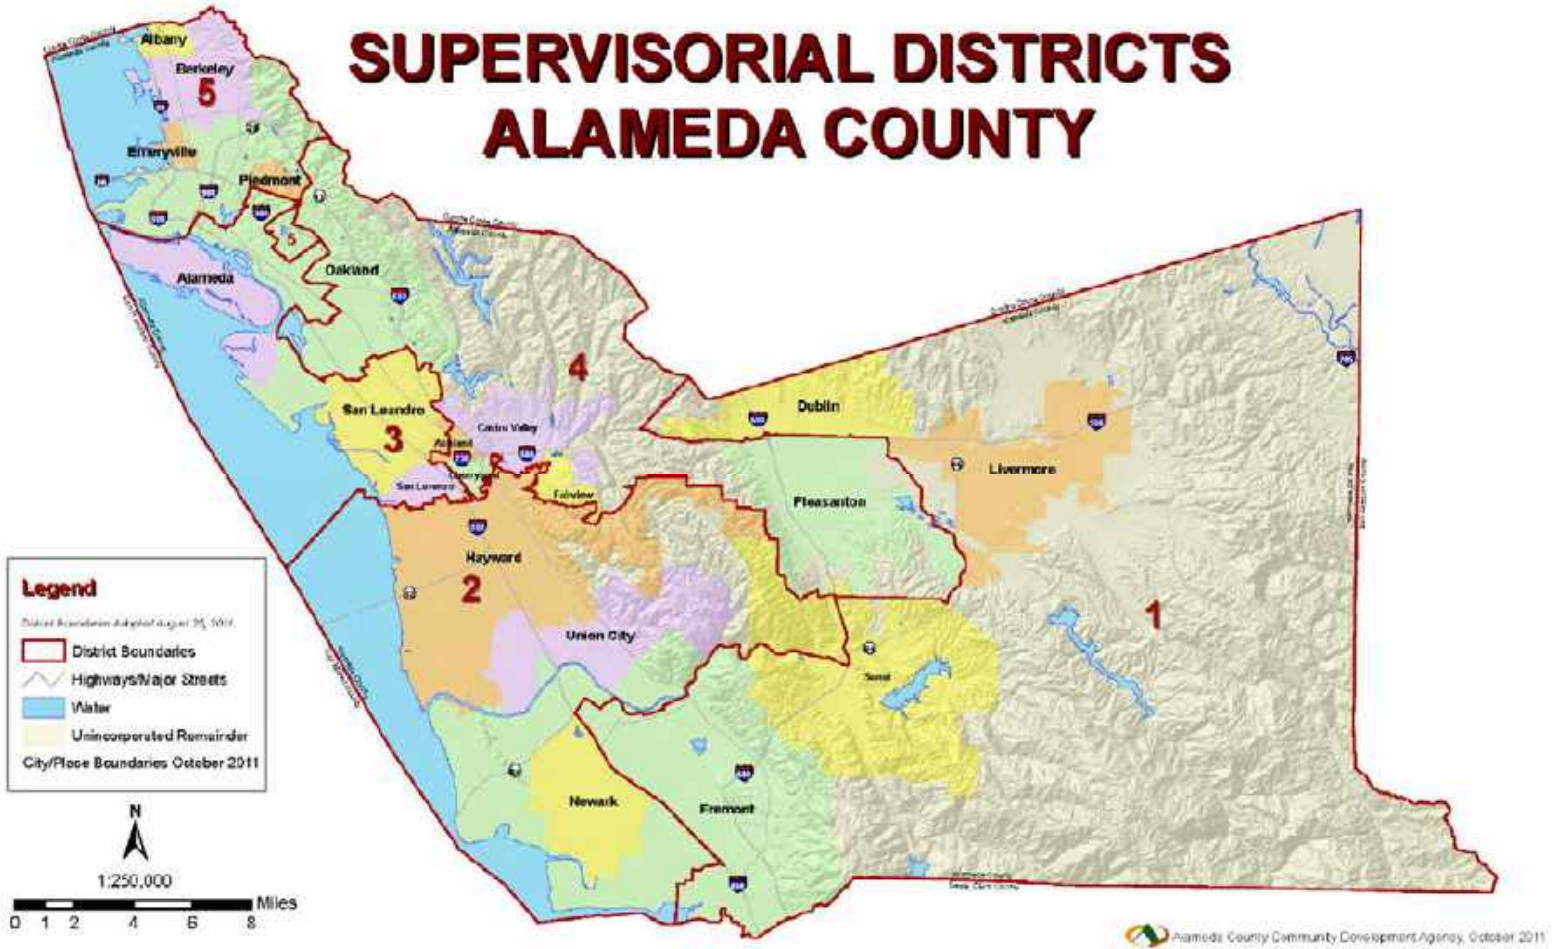 SUPERVISORIAL DISTRICTS
ALAMEDA COUNTY
Albany
Berkeley
5
Emeryville
Piedmont
5
Oakland
Alameda
4
San Leandro
3
Castro Valley
Ashland
San Lorenzo
Cherryland
Fairview
Dublin
580
Livermore
Pleasanton
Hayward
2
Union City
1
Sunol
Newark
Fremont
Legend
District Boundaries
Highways/Major Streets
Water
Unincorporated Remainder
City/Place Boundaries October 2011
N
1:250,000
Miles
0 1 2 4 6 8
Alameda County Community Development Agency, October 2011